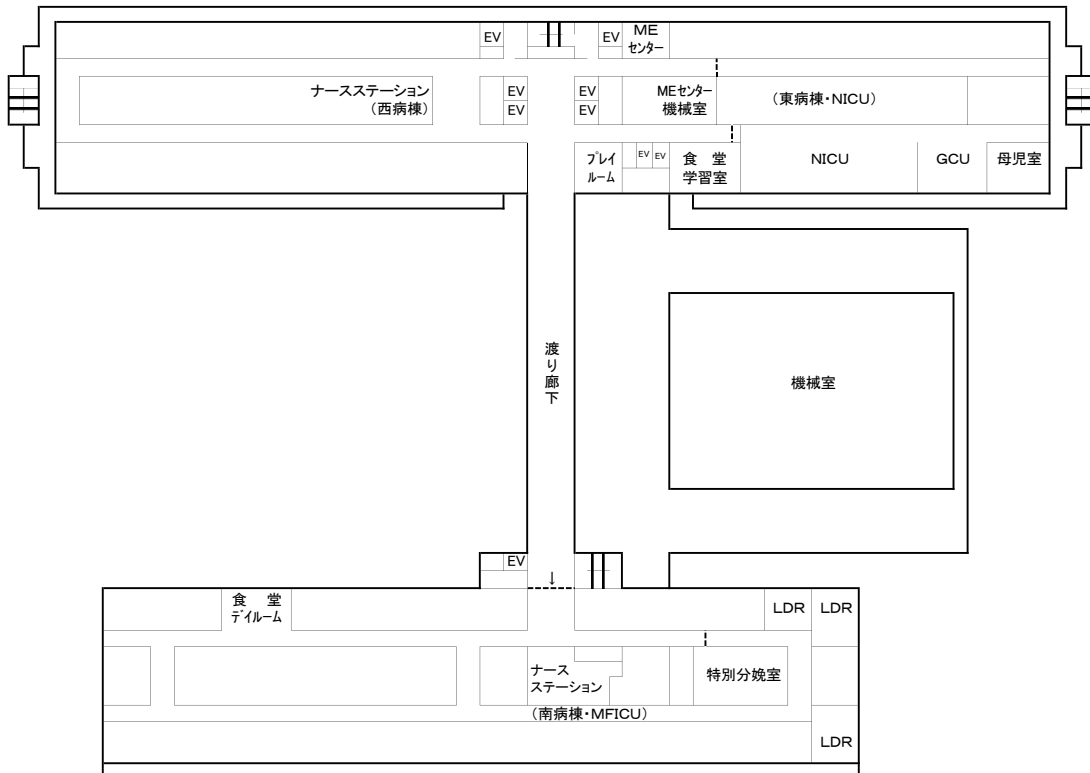 EV
EV
ME
センター
ナースステーション
(西病棟)
EV
EV
EV
EV
MEセンター
機械室
(東病棟・NICU)
プレイ
ルーム
EV
EV
食 堂
学習室
NICU
GCU
母児室
渡り廊下
機械室
EV
↓
食 堂
デイルーム
LDR
LDR
ナース
ステーション
特別分娩室
(南病棟・MFICU)
LDR